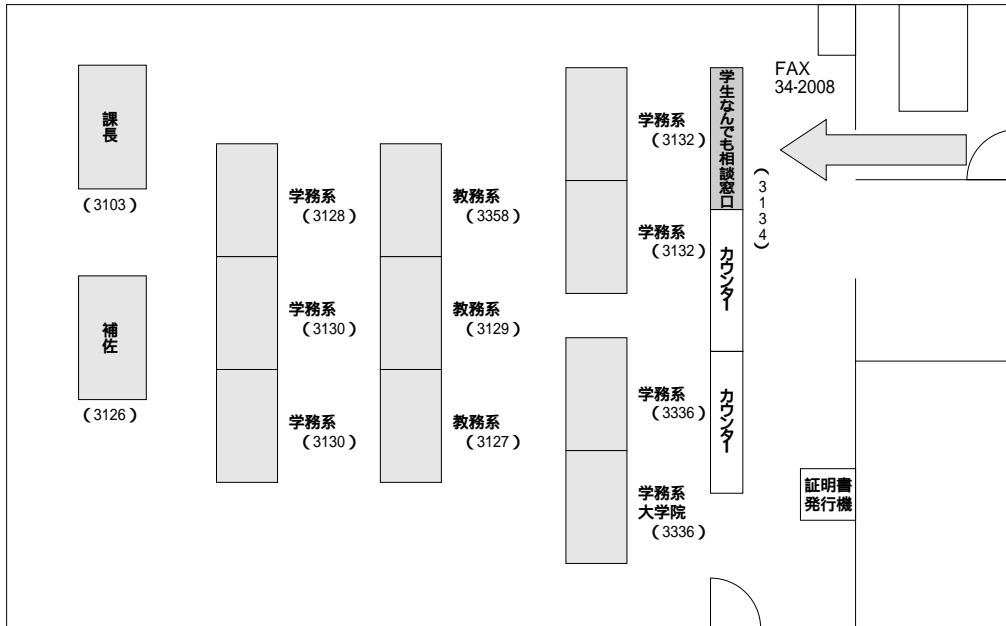 課長
（3103）
補佐
（3126）
学務系
（3128）
学務系
（3130）
学務系
（3130）
教務系
（3358）
教務系
（3129）
教務系
（3127）
学務系
（3132）
学務系
（3132）
学務系
（3336）
学務系
大学院
（3336）
学生なんでも相談窓口
（3134）
カウンター
カウンター
FAX
34-2008
証明書
発行機